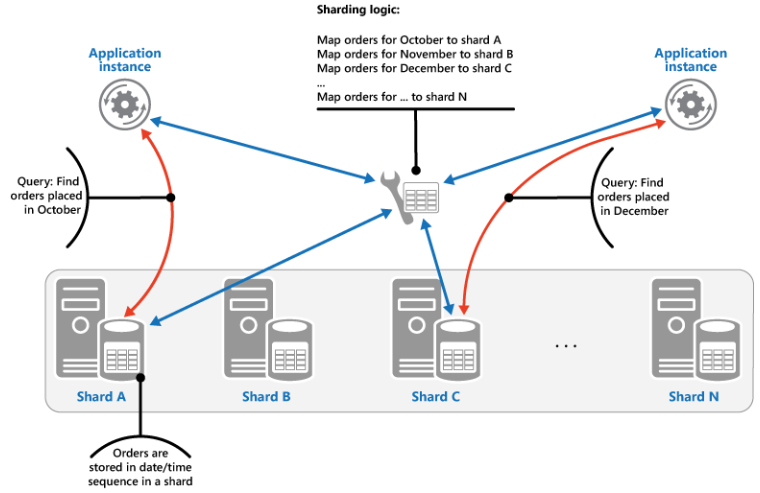 Sharding logic:
Map orders for October to shard A
Map orders for November to shard B
Map orders for December to shard C
...
Map orders for ... to shard N
Application
instance
Application
instance
Query: Find
orders placed
in October
Query: Find
orders placed
in December
...
Shard A
Shard B
Shard C
Shard N
Orders are
stored in date/time
sequence in a shard